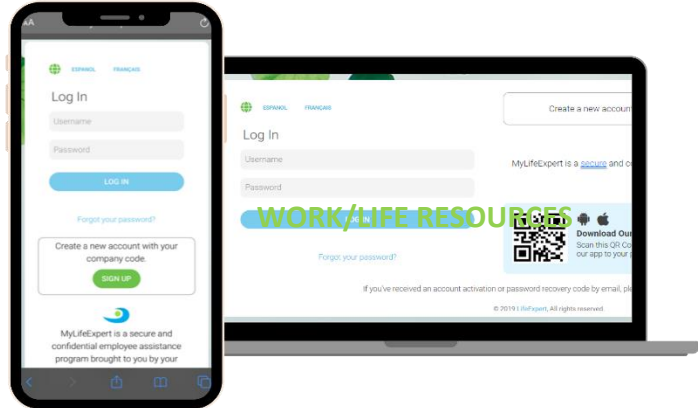 AA
ESPAÑOL FRANÇAIS
Log In
Username
Password
LOG IN
Forgot your password?
Create a new account with your
company code.
SIGN UP
MyLifeExpert is a secure and
confidential employee assistance
program brought to you by your
ESPAÑOL FRANÇAIS
Log In
Username
Password
LOG IN
Forgot your password?
Create a new accoun
MyLifeExpert is a secure and co
WORK/LIFE RESOURCES
Download Our
Scan this QR Co
our app to your p
If you've received an account activation or password recovery code by email, ple
© 2019 LifeExpert, All rights reserved.